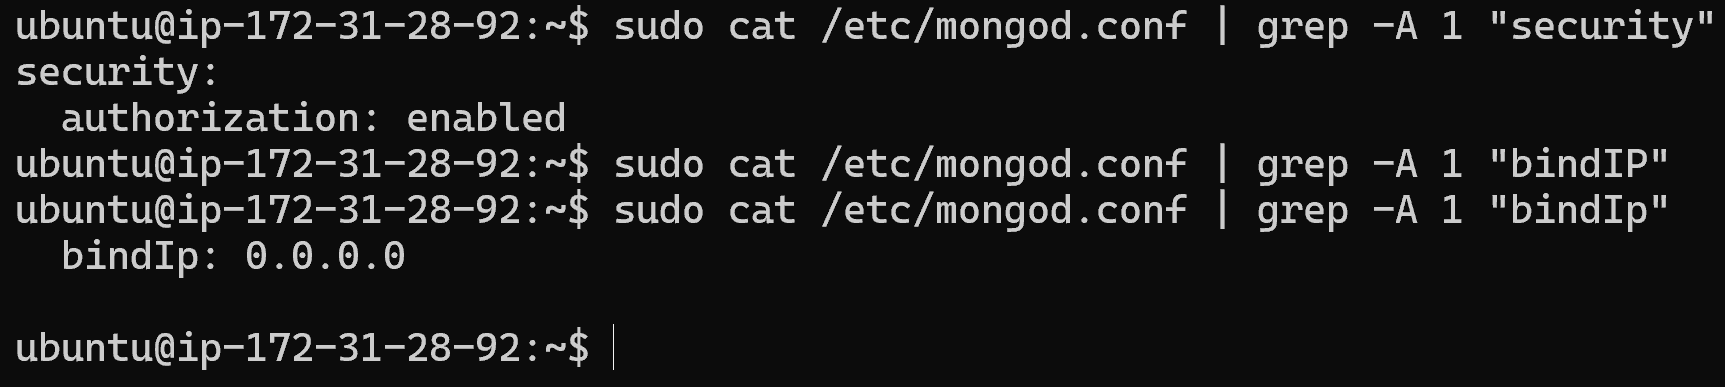 ubuntu@ip-172-31-28-92:~$ sudo cat /etc/mongod.conf | grep -A 1 "security"
security:
  authorization: enabled
ubuntu@ip-172-31-28-92:~$ sudo cat /etc/mongod.conf | grep -A 1 "bindIP"
ubuntu@ip-172-31-28-92:~$ sudo cat /etc/mongod.conf | grep -A 1 "bindIp"
  bindIp: 0.0.0.0
ubuntu@ip-172-31-28-92:~$